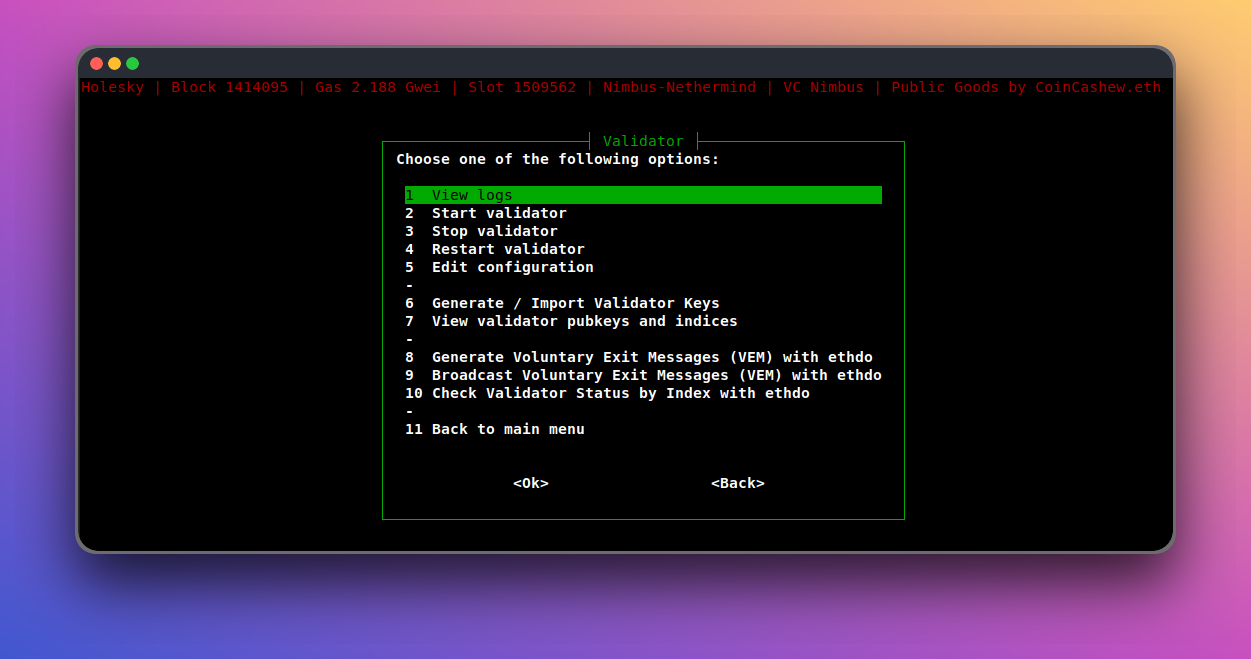 Holesky | Block 1414095 | Gas 2.188 Gwei | Slot 1509562 | Nimbus-Nethermind | VC Nimbus | Public Goods by CoinCashew.eth
Validator
Choose one of the following options:
1 View logs
2 Start validator
3 Stop validator
4 Restart validator
5 Edit configuration
-
6 Generate / Import Validator Keys
7 View validator pubkeys and indices
-
8 Generate Voluntary Exit Messages (VEM) with ethdo
9 Broadcast Voluntary Exit Messages (VEM) with ethdo
10 Check Validator Status by Index with ethdo
-
11 Back to main menu
<Ok> <Back>